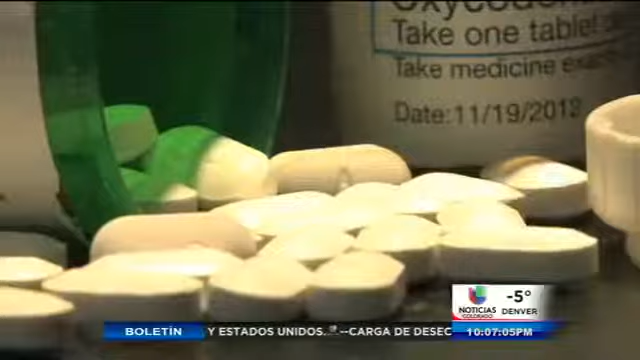 Take one tablet
Take medicine
Date:11/19/2012
-5°
NOTICIAS
COLORADO
DENVER
BOLETÍN
Y ESTADOS UNIDOS.
--CARGA DE DESEC
10:07:05PM